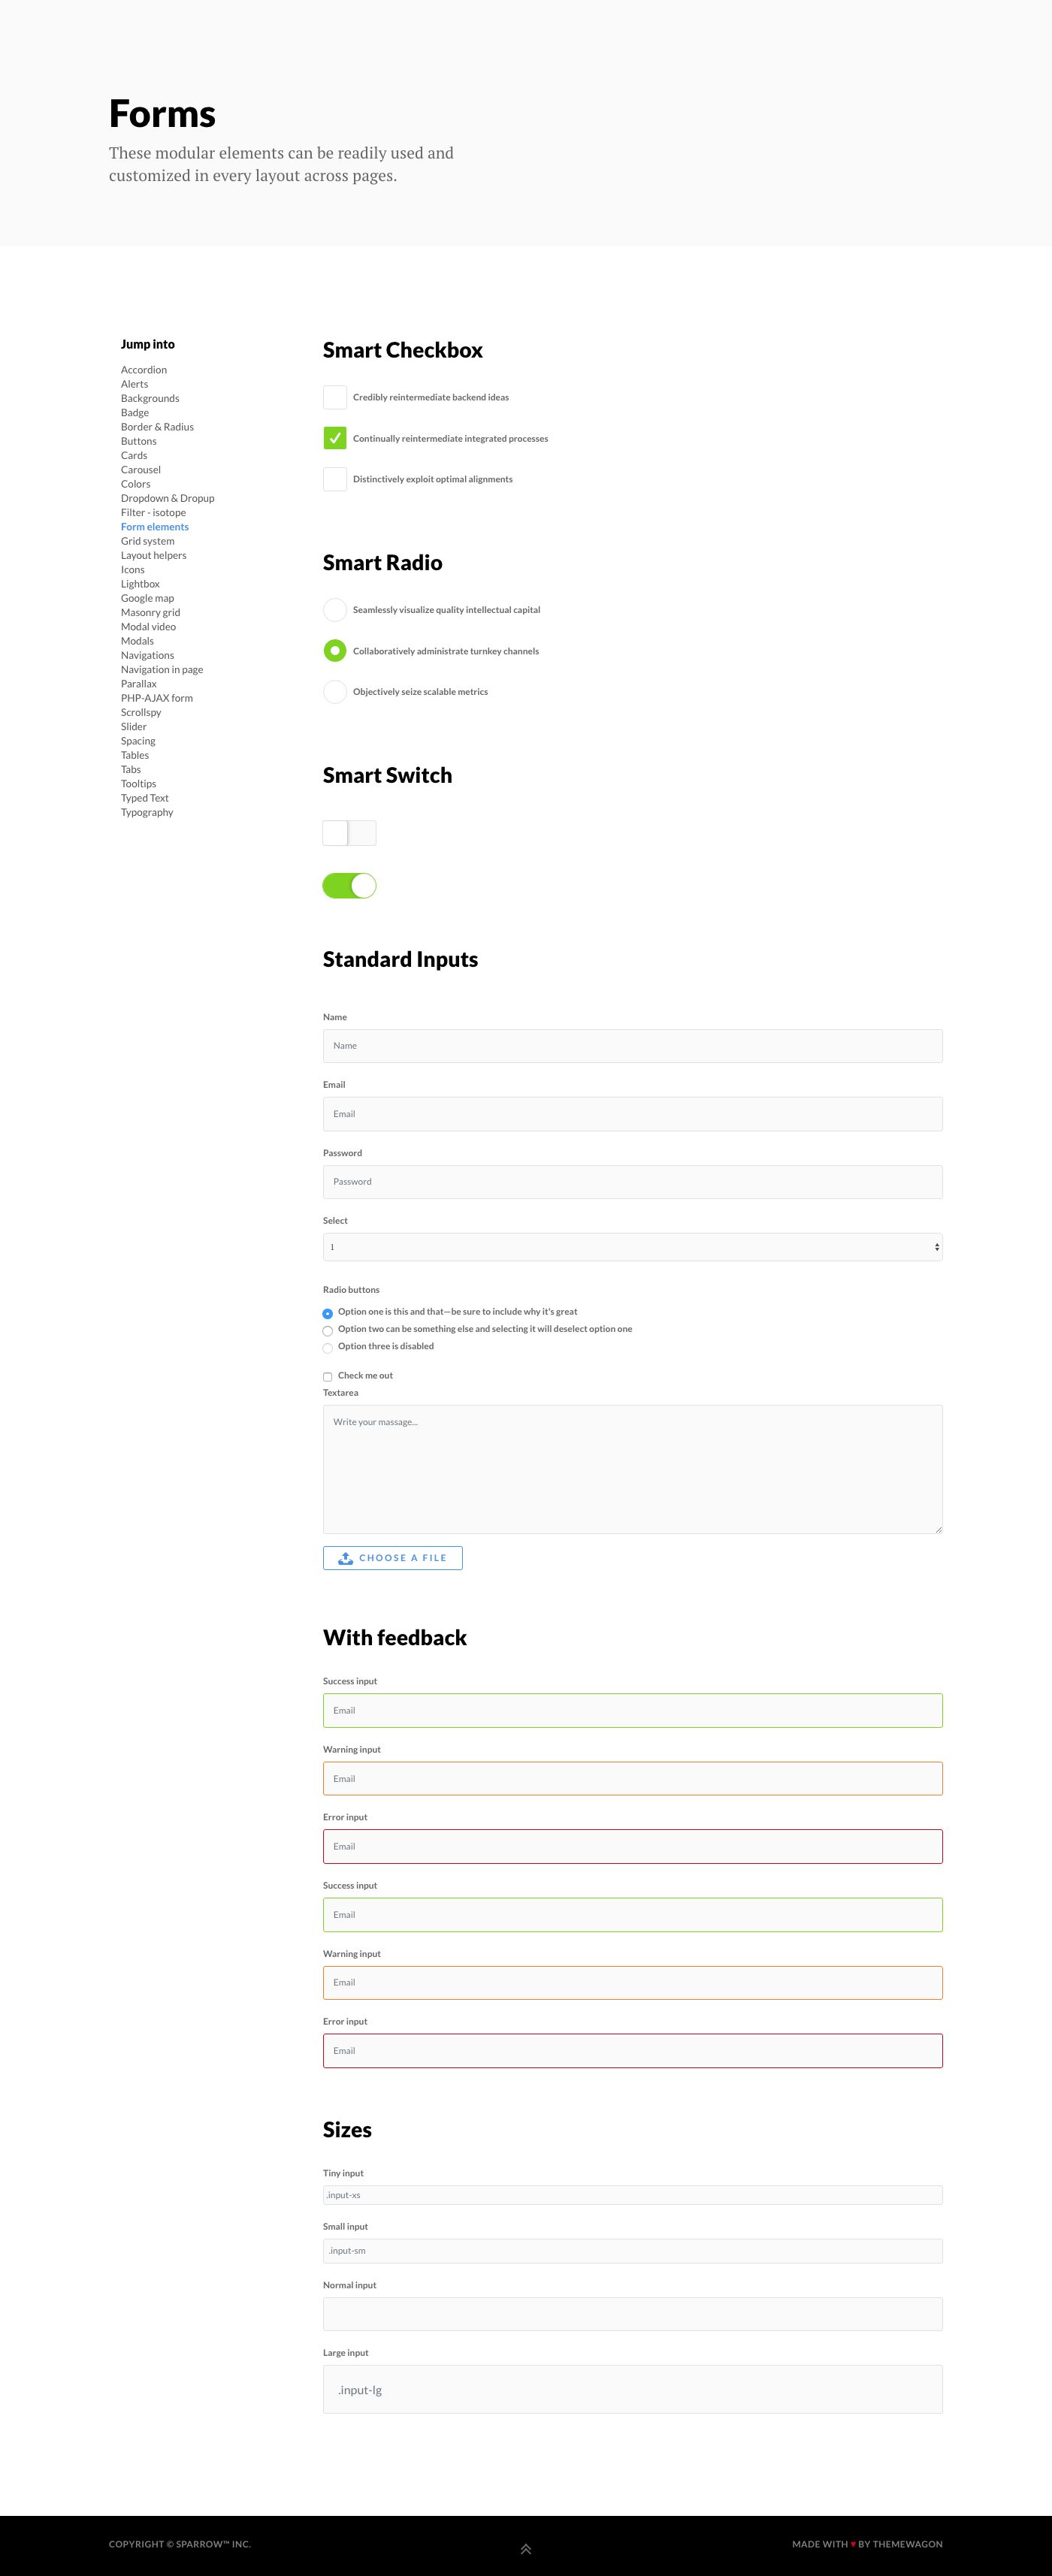 Forms
These modular elements can be readily used and
customized in every layout across pages.
Jump into
Accordion
Alerts
Backgrounds
Badge
Border & Radius
Buttons
Cards
Carousel
Colors
Dropdown & Dropup
Filter - isotope
Form elements
Grid system
Layout helpers
Icons
Lightbox
Google map
Masonry grid
Modal video
Modals
Navigations
Navigation in page
Parallax
PHP-AJAX form
Scrollspy
Slider
Spacing
Tables
Tabs
Tooltips
Typed Text
Typography
Smart Checkbox
Credibly reintermediate backend ideas
Continually reintermediate integrated processes
Distinctively exploit optimal alignments
Smart Radio
Seamlessly visualize quality intellectual capital
Collaboratively administrate turnkey channels
Objectively seize scalable metrics
Smart Switch
Standard Inputs
Name
Name
Email
Email
Password
Password
Select
1
Radio buttons
Option one is this and that—be sure to include why it's great
Option two can be something else and selecting it will deselect option one
Option three is disabled
Check me out
Textarea
Write your massage...
CHOOSE A FILE
With feedback
Success input
Email
Warning input
Email
Error input
Email
Success input
Email
Warning input
Email
Error input
Email
Sizes
Tiny input
.input-xs
Small input
.input-sm
Normal input
Large input
.input-lg
COPYRIGHT © SPARROW™ INC.
MADE WITH ♥ BY THEMEWAGON